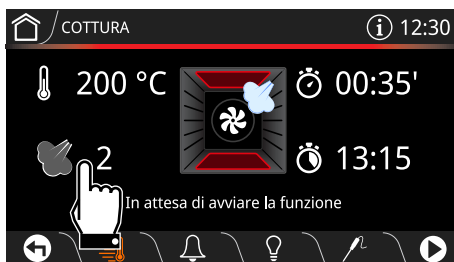 COTTURA
i 12:30
200 °C
00:35'
2
13:15
In attesa di avviare la funzione